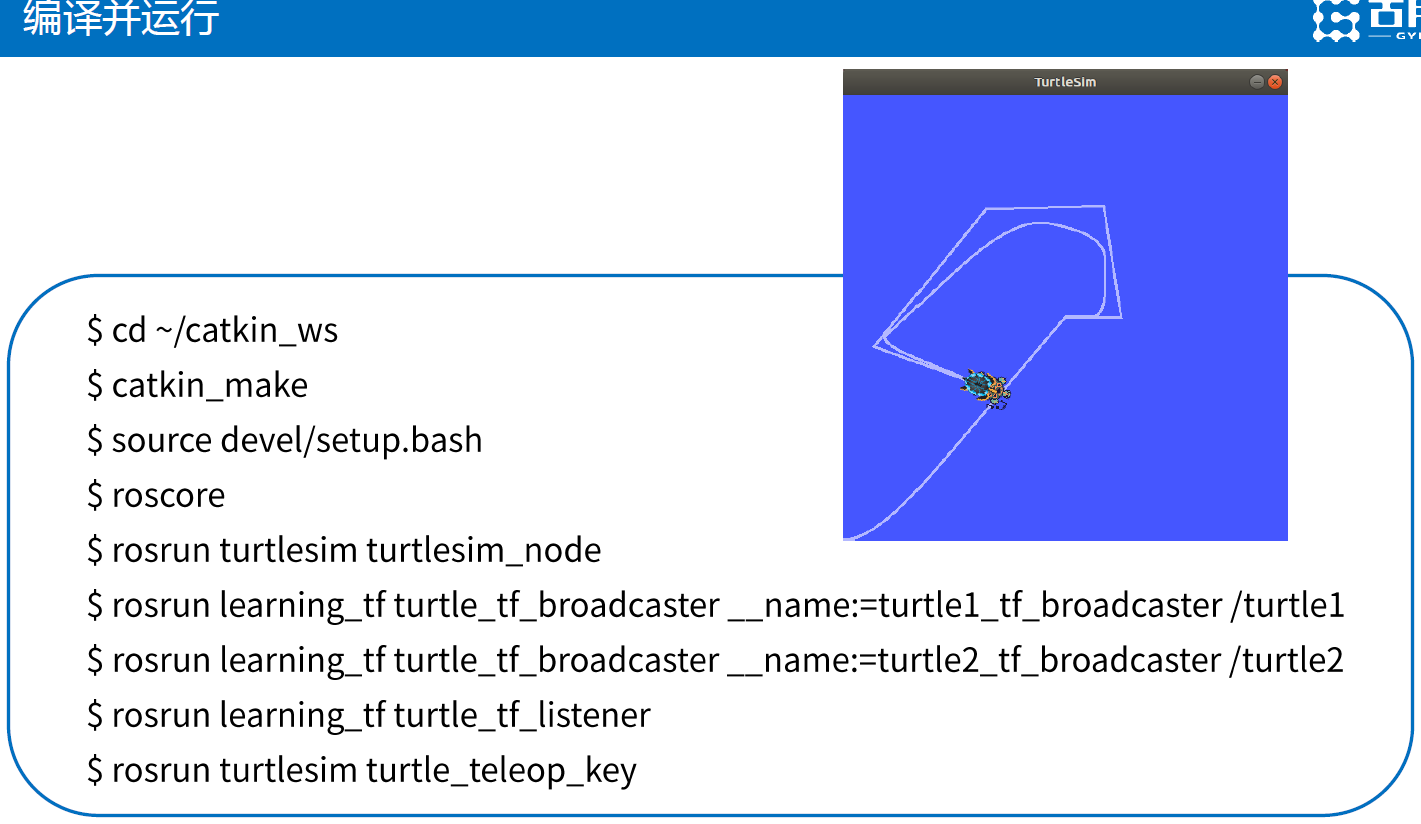 编译并运行
TurtleSim
$ cd ~/catkin_ws
$ catkin_make
$ source devel/setup.bash
$ roscore
$ rosrun turtlesim turtlesim_node
$ rosrun learning_tf turtle_tf_broadcaster __name:=turtle1_tf_broadcaster /turtle1
$ rosrun learning_tf turtle_tf_broadcaster __name:=turtle2_tf_broadcaster /turtle2
$ rosrun learning_tf turtle_tf_listener
$ rosrun turtlesim turtle_teleop_key